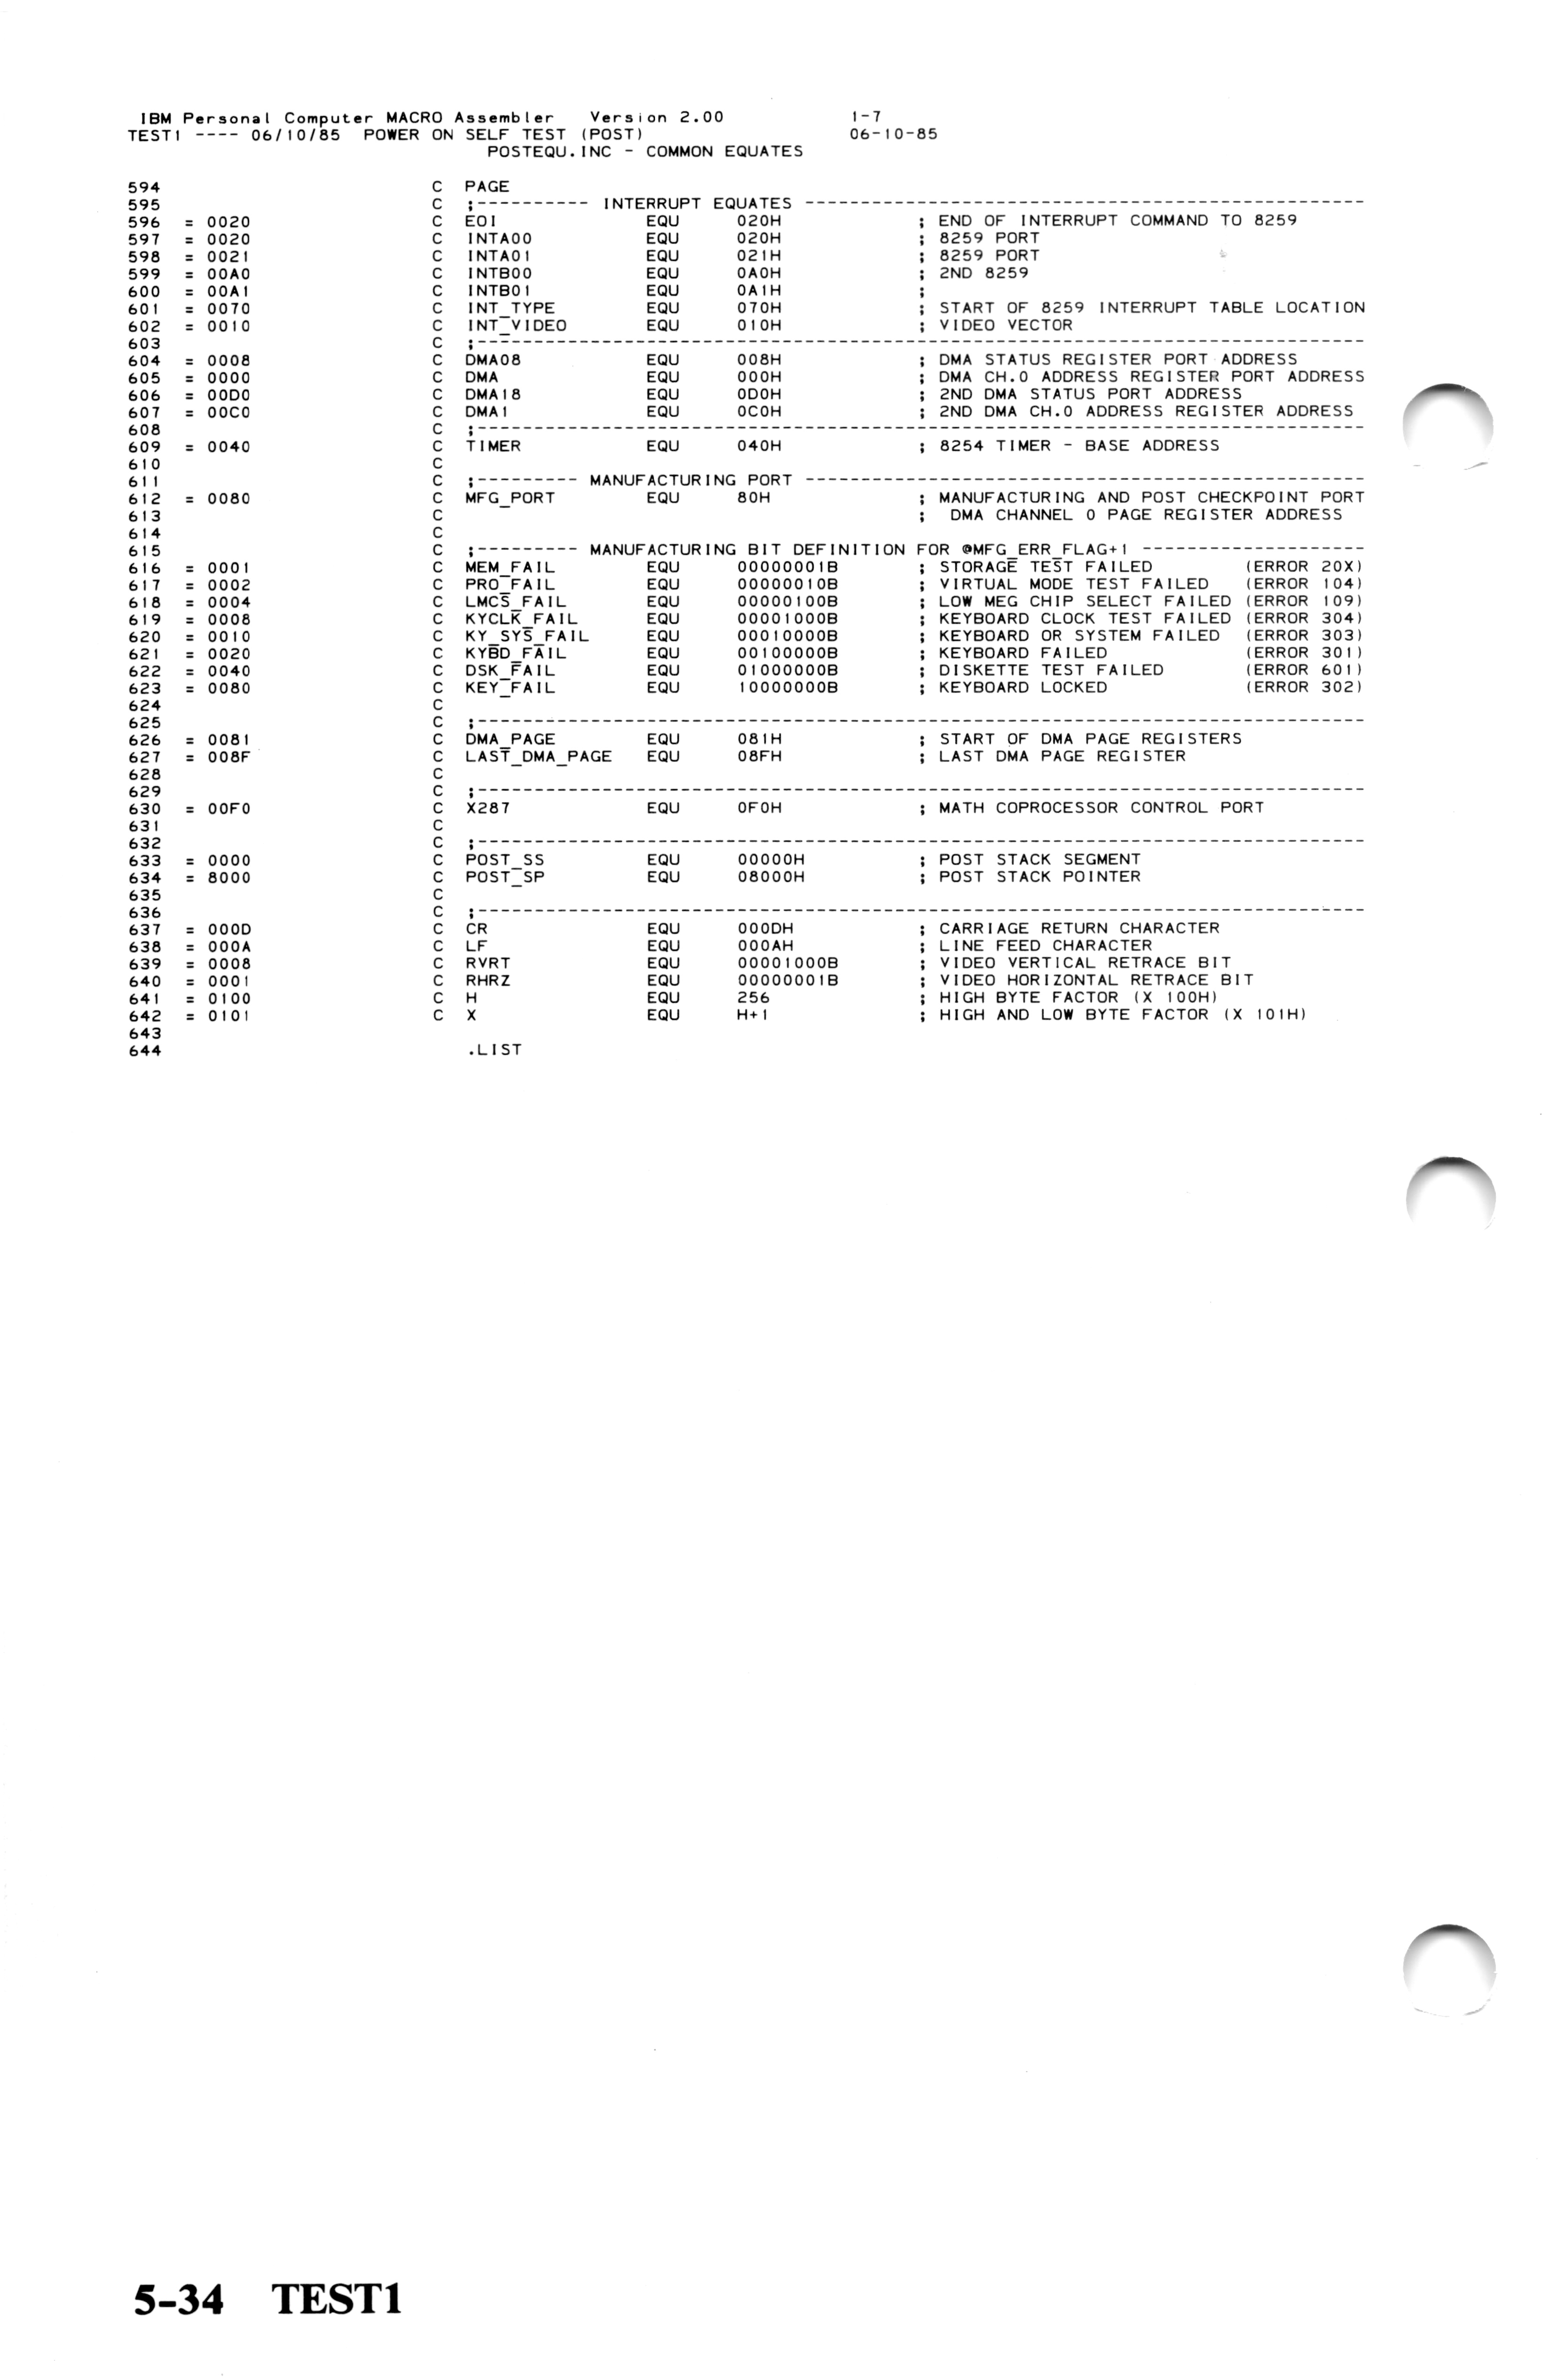 IBM Personal Computer MACRO Assembler   Version 2.00            1-7
TEST1 ---- 06/10/85  POWER ON SELF TEST (POST)                  06-10-85
                     POSTEQU.INC - COMMON EQUATES
594                 C  PAGE
595                 C  ;---------- INTERRUPT EQUATES --------------------------------------------------
596  = 0020         C  EOI             EQU     020H            ; END OF INTERRUPT COMMAND TO 8259
597  = 0020         C  INTA00          EQU     020H            ; 8259 PORT
598  = 0021         C  INTA01          EQU     021H            ; 8259 PORT
599  = 00A0         C  INTB00          EQU     0A0H            ; 2ND 8259
600  = 00A1         C  INTB01          EQU     0A1H            ;
601  = 0070         C  INT_TYPE        EQU     070H            ; START OF 8259 INTERRUPT TABLE LOCATION
602  = 0010         C  INT_VIDEO       EQU     010H            ; VIDEO VECTOR
603                 C  ;-------------------------------------------------------------------------------
604  = 0008         C  DMA08           EQU     008H            ; DMA STATUS REGISTER PORT ADDRESS
605  = 0000         C  DMA             EQU     000H            ; DMA CH.0 ADDRESS REGISTER PORT ADDRESS
606  = 00D0         C  DMA18           EQU     0D0H            ; 2ND DMA STATUS PORT ADDRESS
607  = 00C0         C  DMA1            EQU     0C0H            ; 2ND DMA CH.0 ADDRESS REGISTER ADDRESS
608                 C  ;-------------------------------------------------------------------------------
609  = 0040         C  TIMER           EQU     040H            ; 8254 TIMER - BASE ADDRESS
610                 C
611                 C  ;--------- MANUFACTURING PORT --------------------------------------------------
612  = 0080         C  MFG_PORT        EQU     80H             ; MANUFACTURING AND POST CHECKPOINT PORT
613                 C                                          ;  DMA CHANNEL 0 PAGE REGISTER ADDRESS
614                 C
615                 C  ;--------- MANUFACTURING BIT DEFINITION FOR @MFG_ERR_FLAG+1 --------------------
616  = 0001         C  MEM_FAIL        EQU     00000001B       ; STORAGE TEST FAILED        (ERROR 20X)
617  = 0002         C  PRO_FAIL        EQU     00000010B       ; VIRTUAL MODE TEST FAILED   (ERROR 104)
618  = 0004         C  LMCS_FAIL       EQU     00000100B       ; LOW MEG CHIP SELECT FAILED (ERROR 109)
619  = 0008         C  KYCLK_FAIL      EQU     00001000B       ; KEYBOARD CLOCK TEST FAILED (ERROR 304)
620  = 0010         C  KY_SYS_FAIL     EQU     00010000B       ; KEYBOARD OR SYSTEM FAILED  (ERROR 303)
621  = 0020         C  KYBD_FAIL       EQU     00100000B       ; KEYBOARD FAILED            (ERROR 301)
622  = 0040         C  DSK_FAIL        EQU     01000000B       ; DISKETTE TEST FAILED       (ERROR 601)
623  = 0080         C  KEY_FAIL        EQU     10000000B       ; KEYBOARD LOCKED            (ERROR 302)
624                 C
625                 C  ;-------------------------------------------------------------------------------
626  = 0081         C  DMA_PAGE        EQU     081H            ; START OF DMA PAGE REGISTERS
627  = 008F         C  LAST_DMA_PAGE   EQU     08FH            ; LAST DMA PAGE REGISTER
628                 C
629                 C  ;-------------------------------------------------------------------------------
630  = 00F0         C  X287            EQU     0F0H            ; MATH COPROCESSOR CONTROL PORT
631                 C
632                 C  ;-------------------------------------------------------------------------------
633  = 0000         C  POST_SS         EQU     00000H          ; POST STACK SEGMENT
634  = 8000         C  POST_SP         EQU     08000H          ; POST STACK POINTER
635                 C
636                 C  ;-------------------------------------------------------------------------------
637  = 000D         C  CR              EQU     000DH           ; CARRIAGE RETURN CHARACTER
638  = 000A         C  LF              EQU     000AH           ; LINE FEED CHARACTER
639  = 0008         C  RVRT            EQU     00001000B       ; VIDEO VERTICAL RETRACE BIT
640  = 0001         C  RHRZ            EQU     00000001B       ; VIDEO HORIZONTAL RETRACE BIT
641  = 0100         C  H               EQU     256             ; HIGH BYTE FACTOR (X 100H)
642  = 0101         C  X               EQU     H+1             ; HIGH AND LOW BYTE FACTOR (X 101H)
643
644                    .LIST
5-34   TEST1